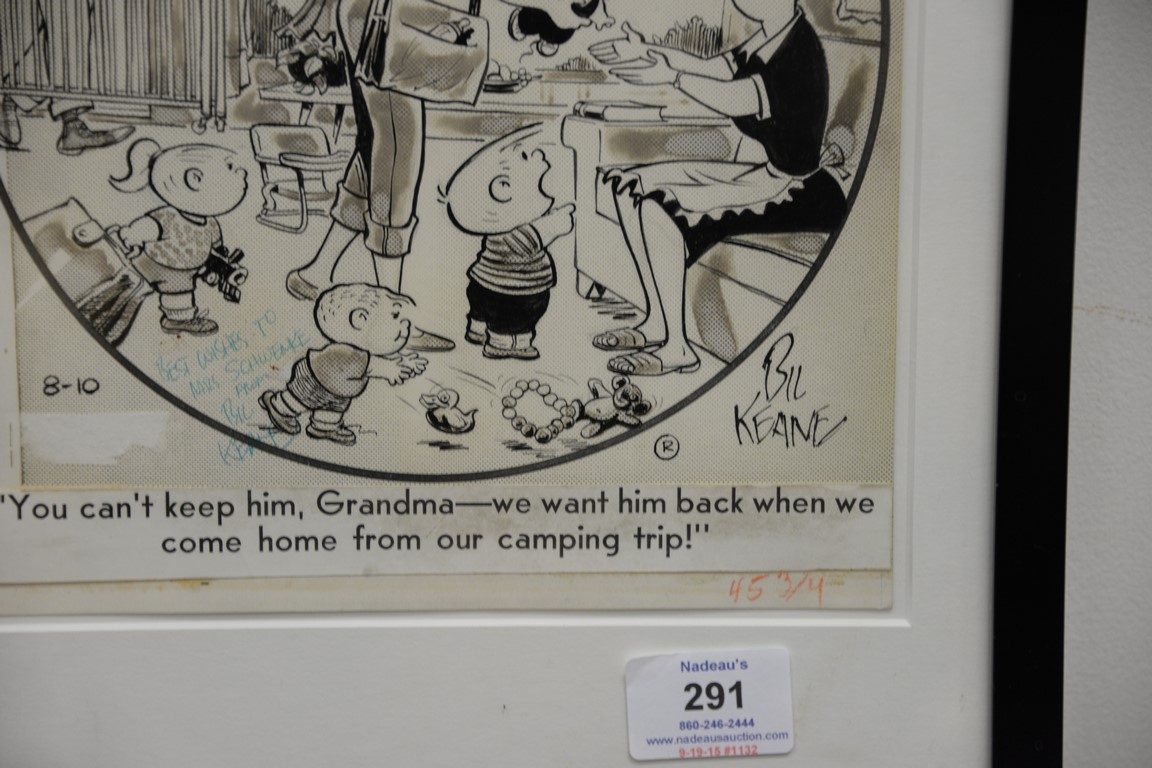 8-10
BEST WISHES TO
MRS SCHWENKE
FROM
BIL
KEANE
BIL
KEANE
®
"You can't keep him, Grandma—we want him back when we
come home from our camping trip!"
45 3/4
Nadeau's
291
860-246-2444
www.nadeausauction.com
9-19-15 #1132